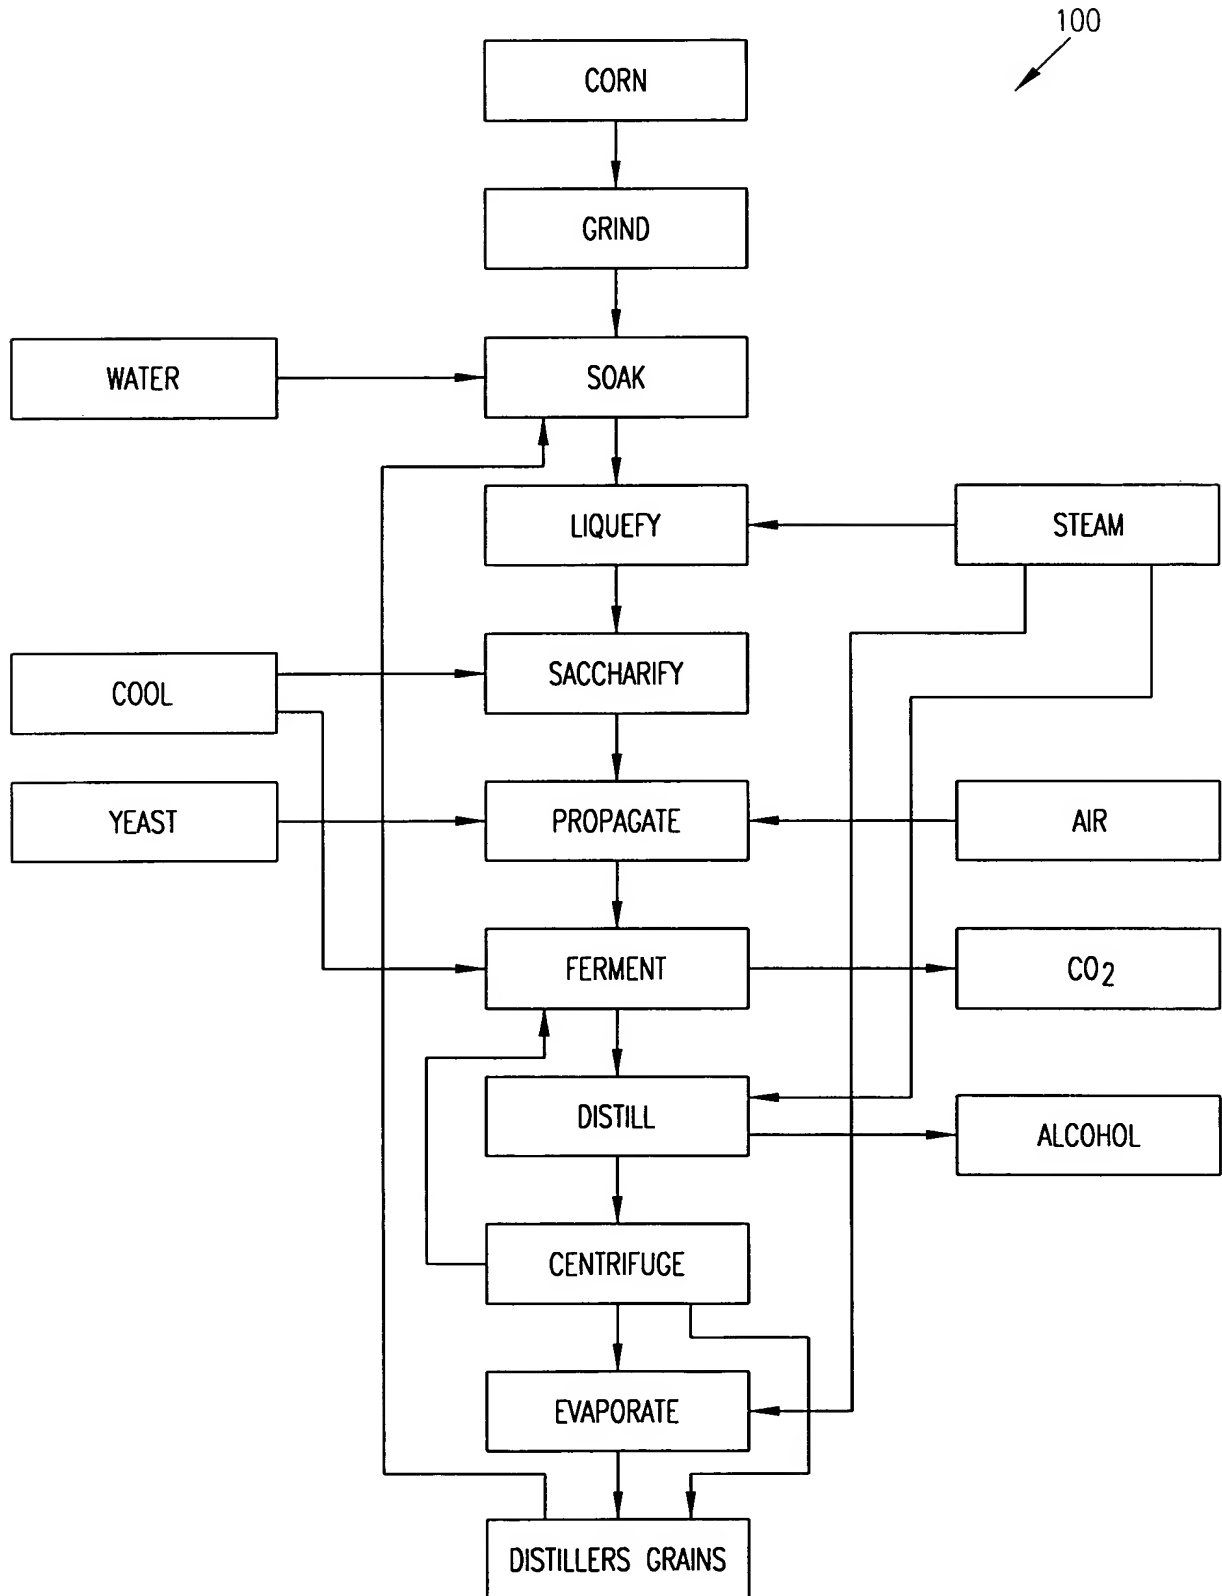 100
CORN
GRIND
WATER
SOAK
LIQUEFY
STEAM
SACCHARIFY
COOL
YEAST
PROPAGATE
AIR
FERMENT
CO2
DISTILL
ALCOHOL
CENTRIFUGE
EVAPORATE
DISTILLERS GRAINS